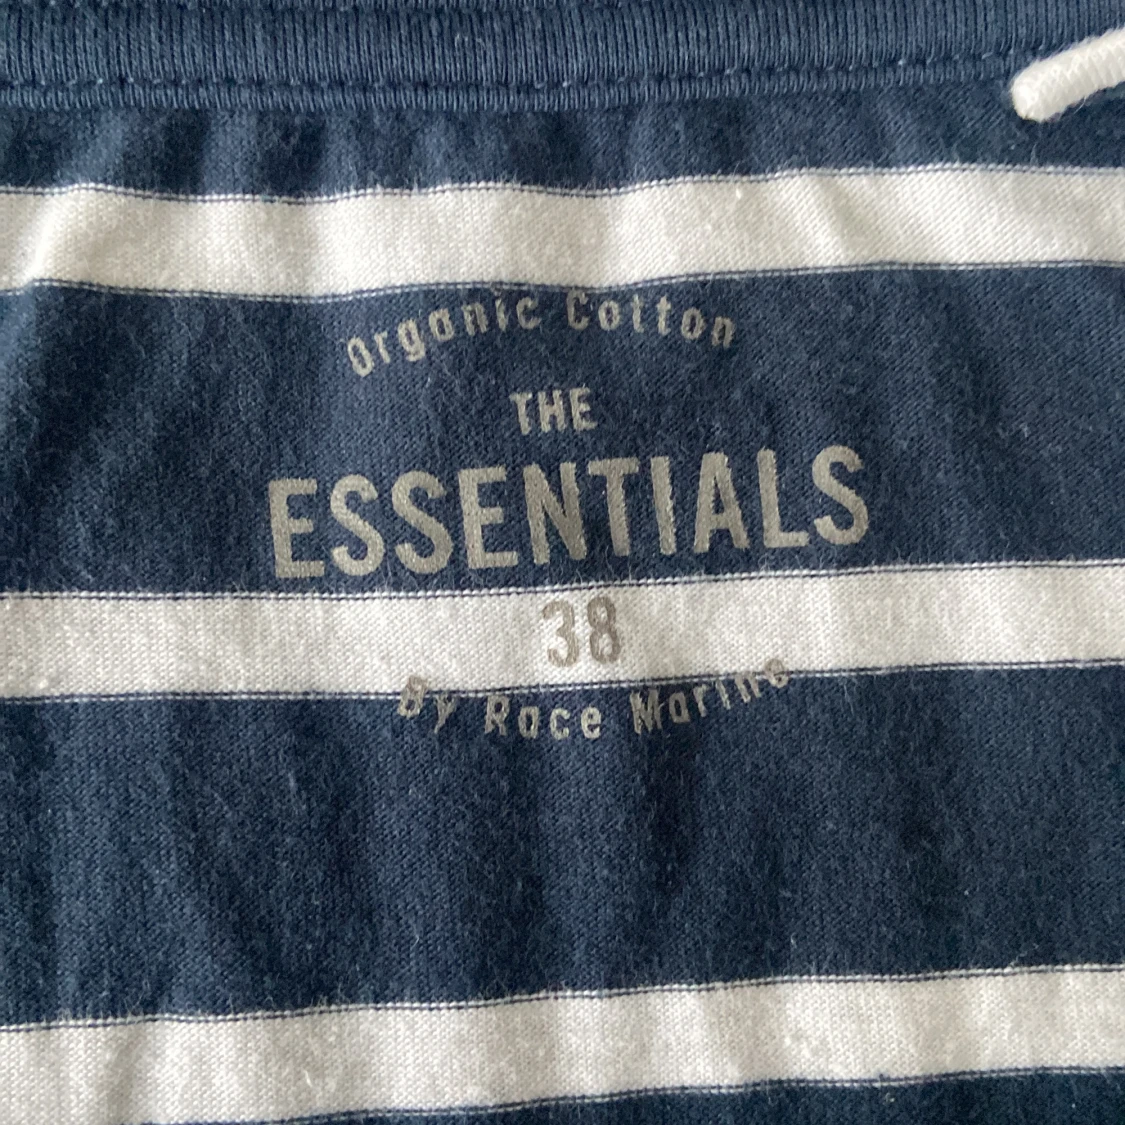 Organic Cotton
THE
ESSENTIALS
38
By Race Marine